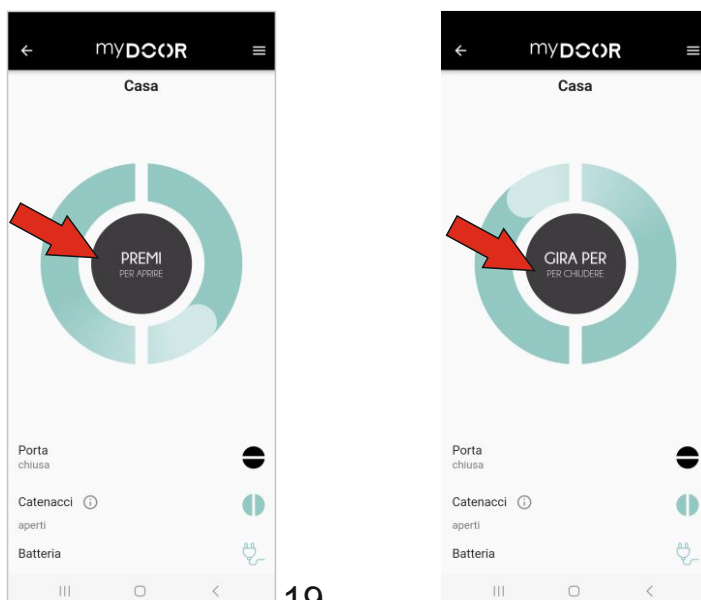 myDOOR
Casa
PREMI
PER APRIRE
Porta
chiusa
Catenacci
aperti
Batteria
myDOOR
Casa
GIRA PER
PER CHIUDERE
Porta
chiusa
Catenacci
aperti
Batteria
19